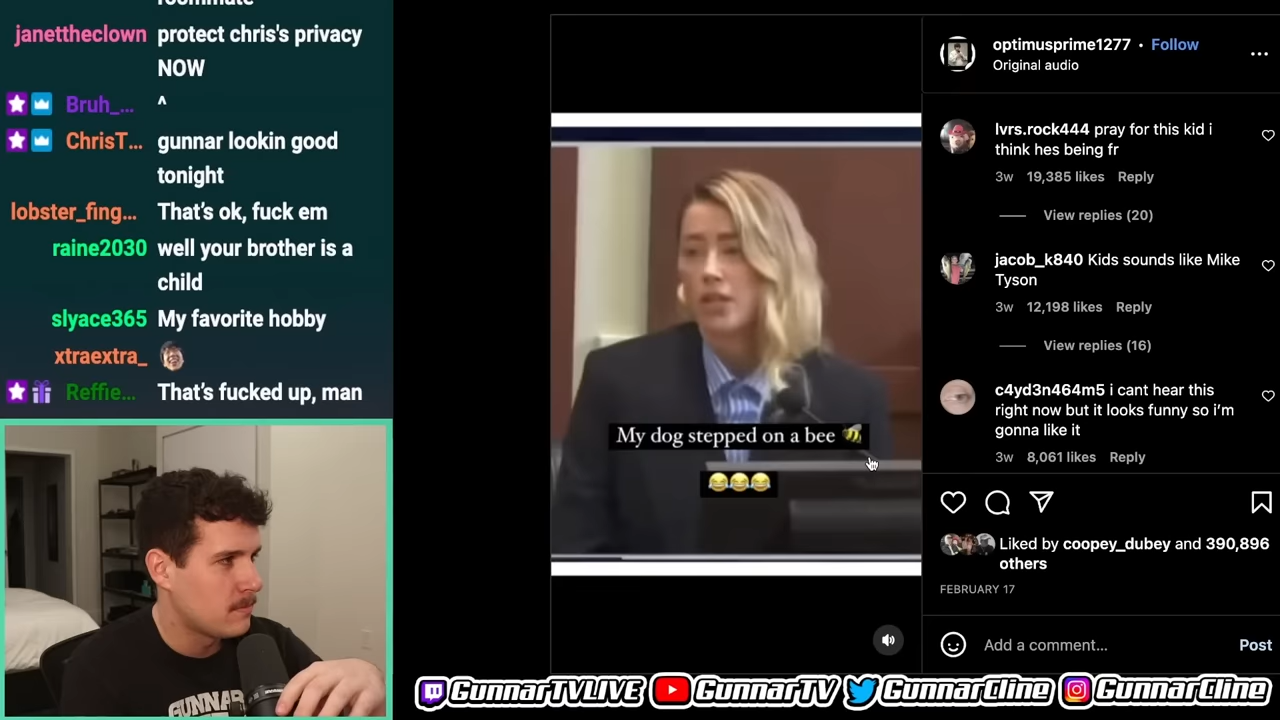 roommate
janettheclown protect chris's privacy
NOW
Bruh_... ^
ChrisT... gunnar lookin good
tonight
lobster_fing... That's ok, fuck em
raine2030 well your brother is a
child
slyace365 My favorite hobby
xtraextra_
Reffie... That's fucked up, man
GUNNAR
My dog stepped on a bee 🐝
😂😂😂
optimusprime1277 • Follow
Original audio
lvrs.rock444 pray for this kid i
think hes being fr
3w 19,385 likes Reply
View replies (20)
jacob_k840 Kids sounds like Mike
Tyson
3w 12,198 likes Reply
View replies (16)
c4yd3n464m5 i cant hear this
right now but it looks funny so i'm
gonna like it
3w 8,061 likes Reply
Liked by coopey_dubey and 390,896
others
FEBRUARY 17
Add a comment... Post
GunnarTVLIVE GunnarTV GunnarCline GunnarCline